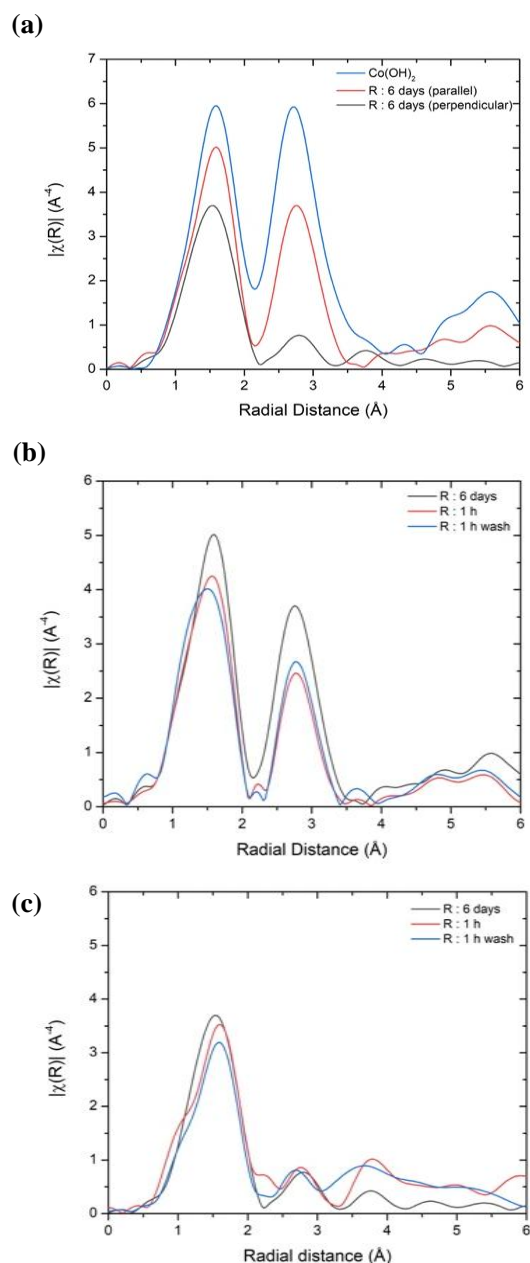 (a)
7
6
5
4
3
2
1
0
|χ(R)| (A⁻⁴)
Co(OH)₂
R : 6 days (parallel)
R : 6 days (perpendicular)
0 1 2 3 4 5 6
Radial Distance (Å)
(b)
6
5
4
3
2
1
0
|χ(R)| (A⁻⁴)
R : 6 days
R : 1 h
R : 1 h wash
0 1 2 3 4 5 6
Radial Distance (Å)
(c)
6
5
4
3
2
1
0
|χ(R)| (A⁻⁴)
R : 6 days
R : 1 h
R : 1 h wash
0 1 2 3 4 5 6
Radial distance (Å)